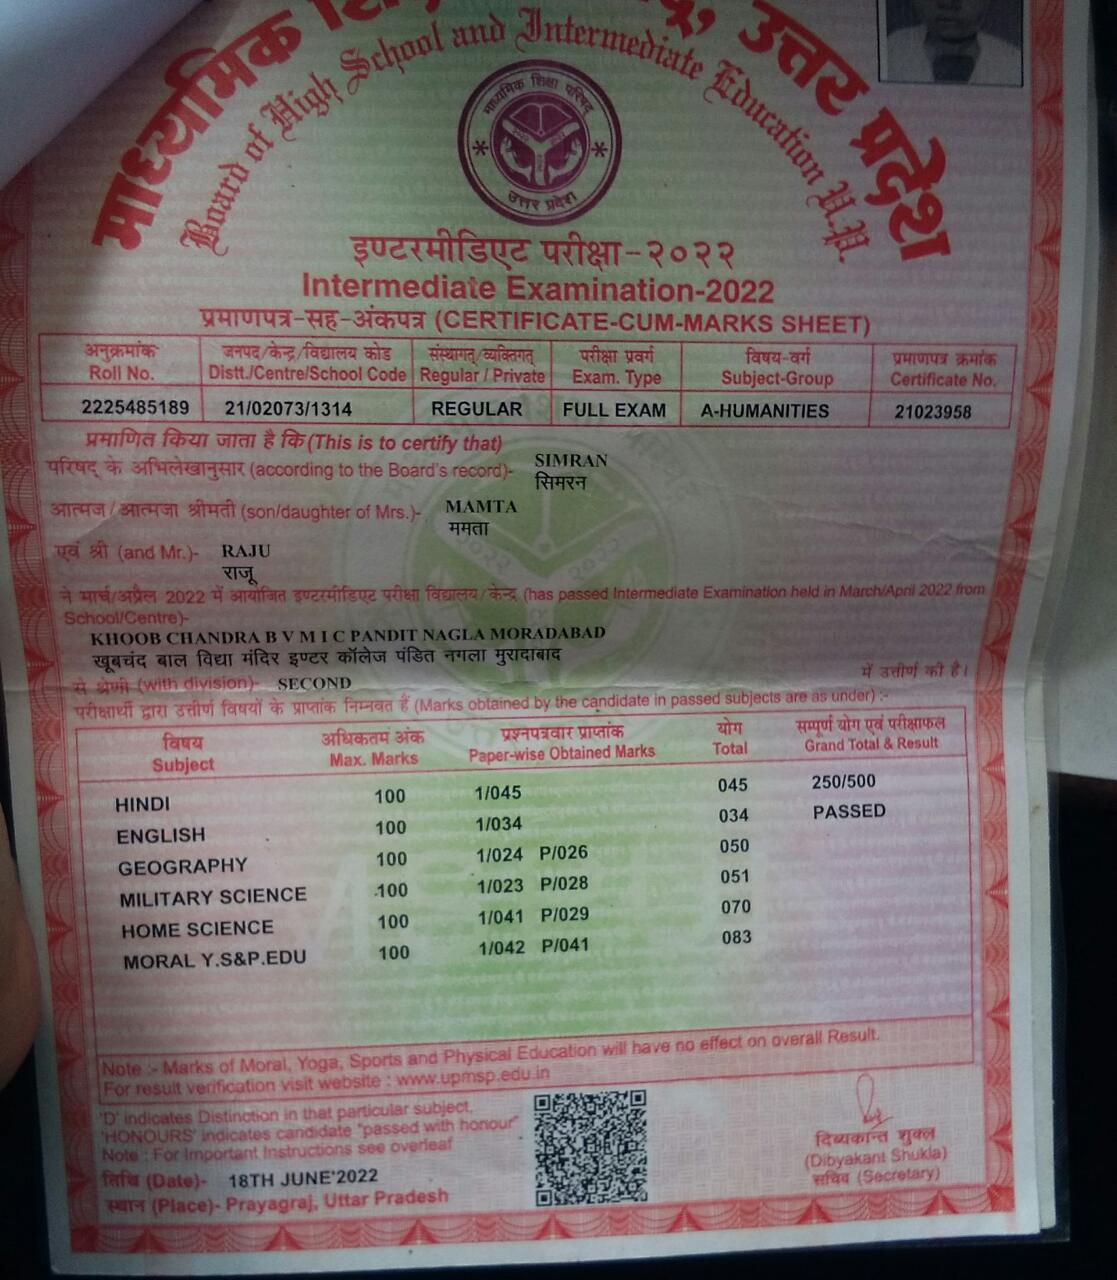 माध्यमिक उत्तर प्रदेश
Board of High School and Intermediate Education U.P.
माध्यमिक शिक्षा परिषद्
उत्तर प्रदेश
इण्टरमीडिएट परीक्षा-२०२२
Intermediate Examination-2022
प्रमाणपत्र-सह-अंकपत्र (CERTIFICATE-CUM-MARKS SHEET)
अनुक्रमांक जनपद/केन्द्र/विद्यालय कोड संस्थागत/व्यक्तिगत परीक्षा प्रवर्ग विषय-वर्ग प्रमाणपत्र क्रमांक
Roll No. Distt./Centre/School Code Regular / Private Exam. Type Subject-Group Certificate No.
2225485189 21/02073/1314 REGULAR FULL EXAM A-HUMANITIES 21023958
प्रमाणित किया जाता है कि (This is to certify that)
परिषद् के अभिलेखानुसार (according to the Board's record)- SIMRAN
सिमरन
आत्मज/आत्मजा श्रीमती (son/daughter of Mrs.)- MAMTA
ममता
एवं श्री (and Mr.)- RAJU
राजू
ने मार्च/अप्रैल 2022 में आयोजित इण्टरमीडिएट परीक्षा विद्यालय/केन्द्र (has passed Intermediate Examination held in March/April 2022 from
School/Centre)-
KHOOB CHANDRA B V M I C PANDIT NAGLA MORADABAD
खूबचंद बाल विद्या मंदिर इण्टर कॉलेज पंडित नगला मुरादाबाद
से श्रेणी (with division)- SECOND में उत्तीर्ण की है।
परीक्षार्थी द्वारा उत्तीर्ण विषयों के प्राप्तांक निम्नवत हैं (Marks obtained by the candidate in passed subjects are as under) :-
विषय अधिकतम अंक प्रश्नपत्रवार प्राप्तांक योग सम्पूर्ण योग एवं परीक्षाफल
Subject Max. Marks Paper-wise Obtained Marks Total Grand Total & Result
HINDI 100 1/045 045 250/500
ENGLISH 100 1/034 034 PASSED
GEOGRAPHY 100 1/024 P/026 050
MILITARY SCIENCE 100 1/023 P/028 051
HOME SCIENCE 100 1/041 P/029 070
MORAL Y.S&P.EDU 100 1/042 P/041 083
Note :- Marks of Moral, Yoga, Sports and Physical Education will have no effect on overall Result.
For result verification visit website : www.upmsp.edu.in
'D' indicates Distinction in that particular subject,
'HONOURS' indicates candidate "passed with honour"
Note : For Important Instructions see overleaf
तिथि (Date)- 18TH JUNE'2022
स्थान (Place)- Prayagraj, Uttar Pradesh
दिब्यकान्त शुक्ल
(Dibyakant Shukla)
सचिव (Secretary)